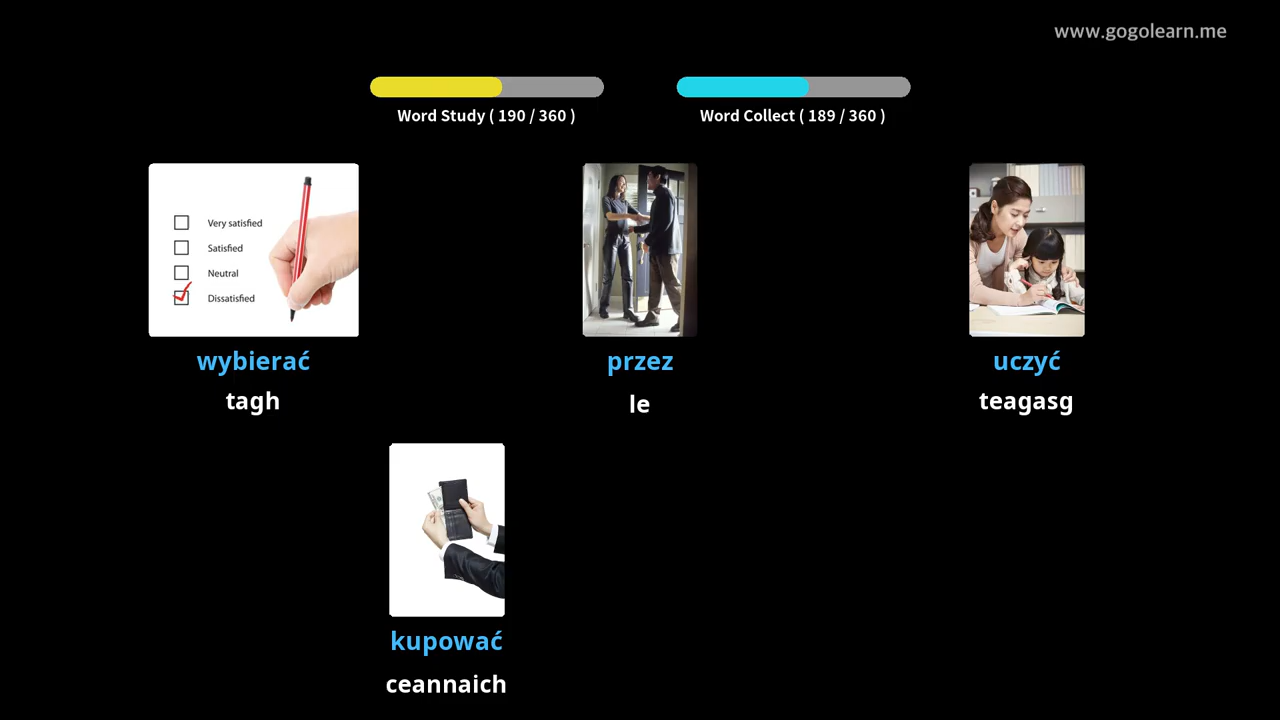 www.gogolearn.me
Word Study ( 190 / 360 )
Word Collect ( 189 / 360 )
Very satisfied
Satisfied
Neutral
Dissatisfied
wybierać
tagh
przez
le
uczyć
teagasg
kupować
ceannaich